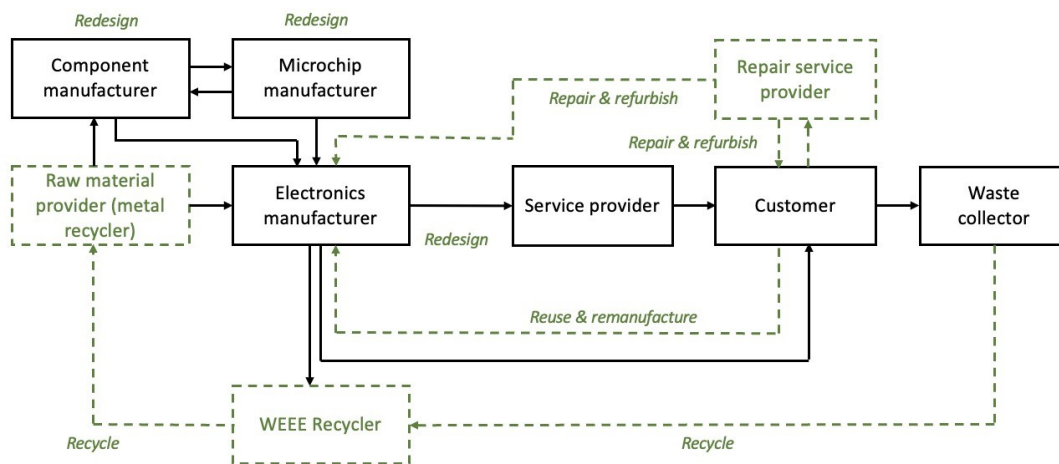 Redesign
Redesign
Component
manufacturer
Microchip
manufacturer
Repair service
provider
Repair & refurbish
Repair & refurbish
Raw material
provider (metal
recycler)
Electronics
manufacturer
Service provider
Customer
Waste
collector
Redesign
Reuse & remanufacture
WEEE Recycler
Recycle
Recycle